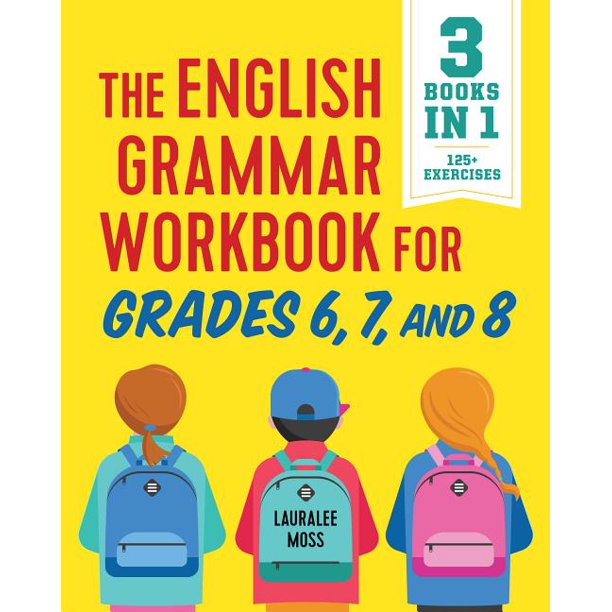 THE ENGLISH
GRAMMAR
WORKBOOK FOR
GRADES 6, 7, AND 8
3
BOOKS
IN 1
125+
EXERCISES
LAURALEE
MOSS